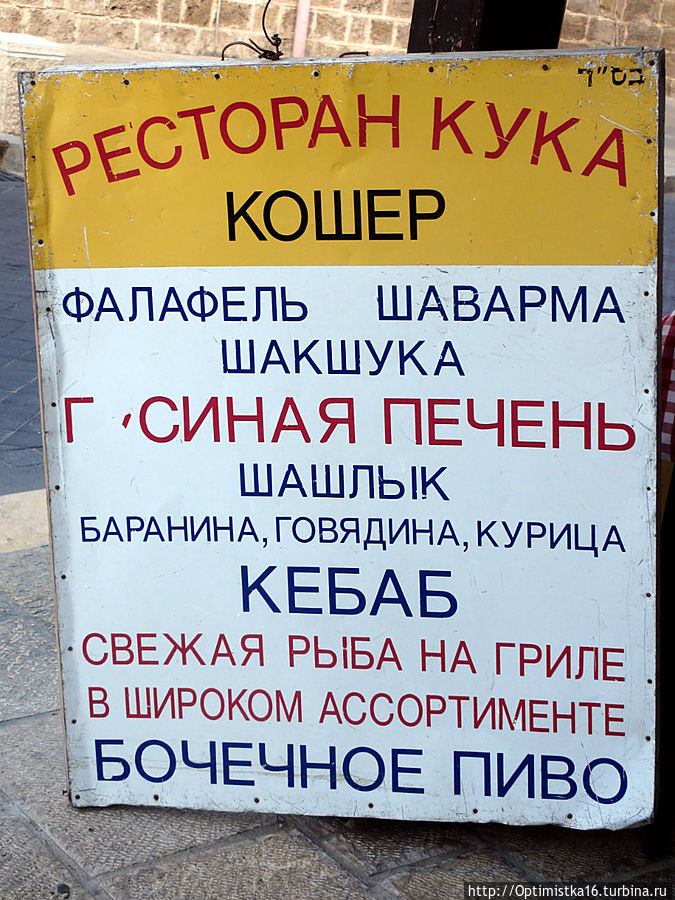 בס"ד
РЕСТОРАН КУКА
КОШЕР
ФАЛАФЕЛЬ ШАВАРМА
ШАКШУКА
Г СИНАЯ ПЕЧЕНЬ
ШАШЛЫК
БАРАНИНА, ГОВЯДИНА, КУРИЦА
КЕБАБ
СВЕЖАЯ РЫБА НА ГРИЛЕ
В ШИРОКОМ АССОРТИМЕНТЕ
БОЧЕЧНОЕ ПИВО
http://Optimistka16.turbina.ru/